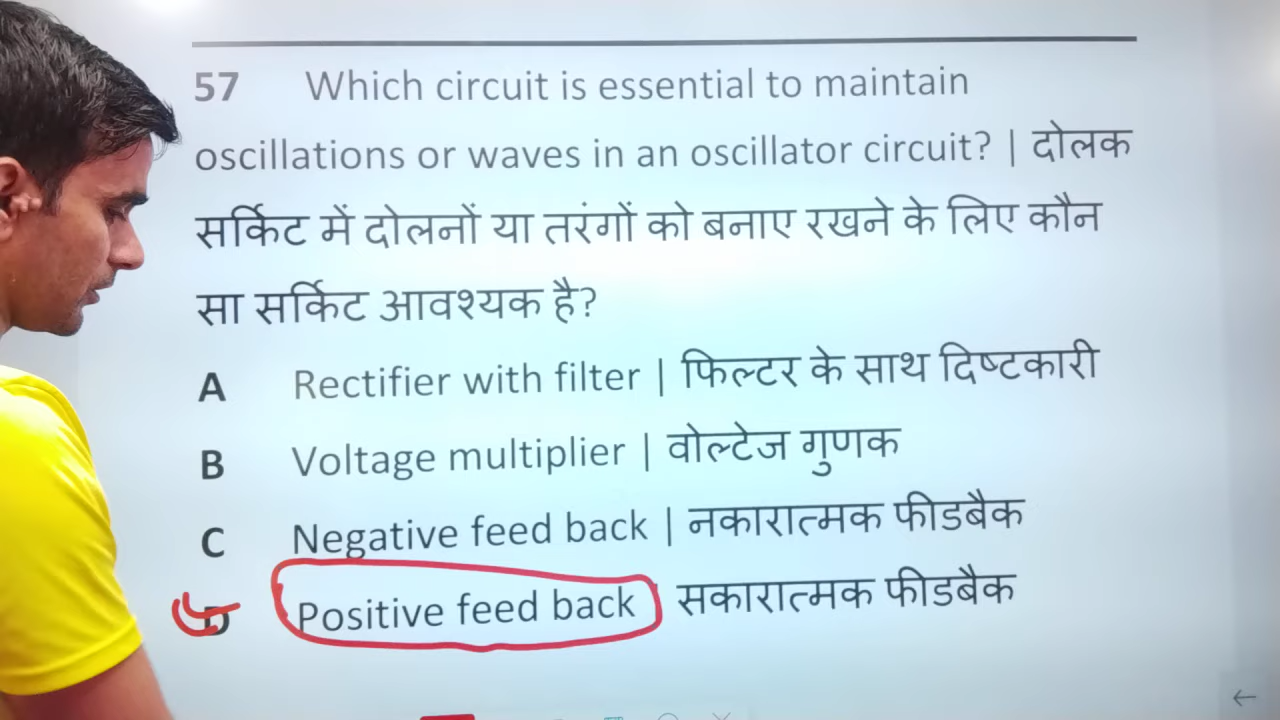 57 Which circuit is essential to maintain
oscillations or waves in an oscillator circuit? | दोलक
सर्किट में दोलनों या तरंगों को बनाए रखने के लिए कौन
सा सर्किट आवश्यक है?
A Rectifier with filter | फिल्टर के साथ दिष्टकारी
B Voltage multiplier | वोल्टेज गुणक
C Negative feed back | नकारात्मक फीडबैक
D Positive feed back | सकारात्मक फीडबैक